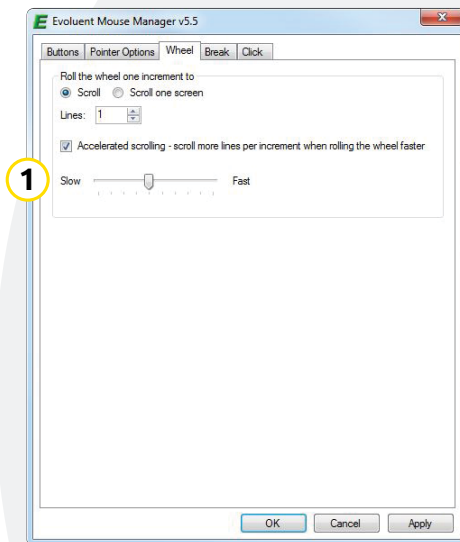 Evoluent Mouse Manager v5.5
Buttons Pointer Options Wheel Break Click
Roll the wheel one increment to
Scroll Scroll one screen
Lines: 1
Accelerated scrolling - scroll more lines per increment when rolling the wheel faster
1
Slow Fast
OK Cancel Apply